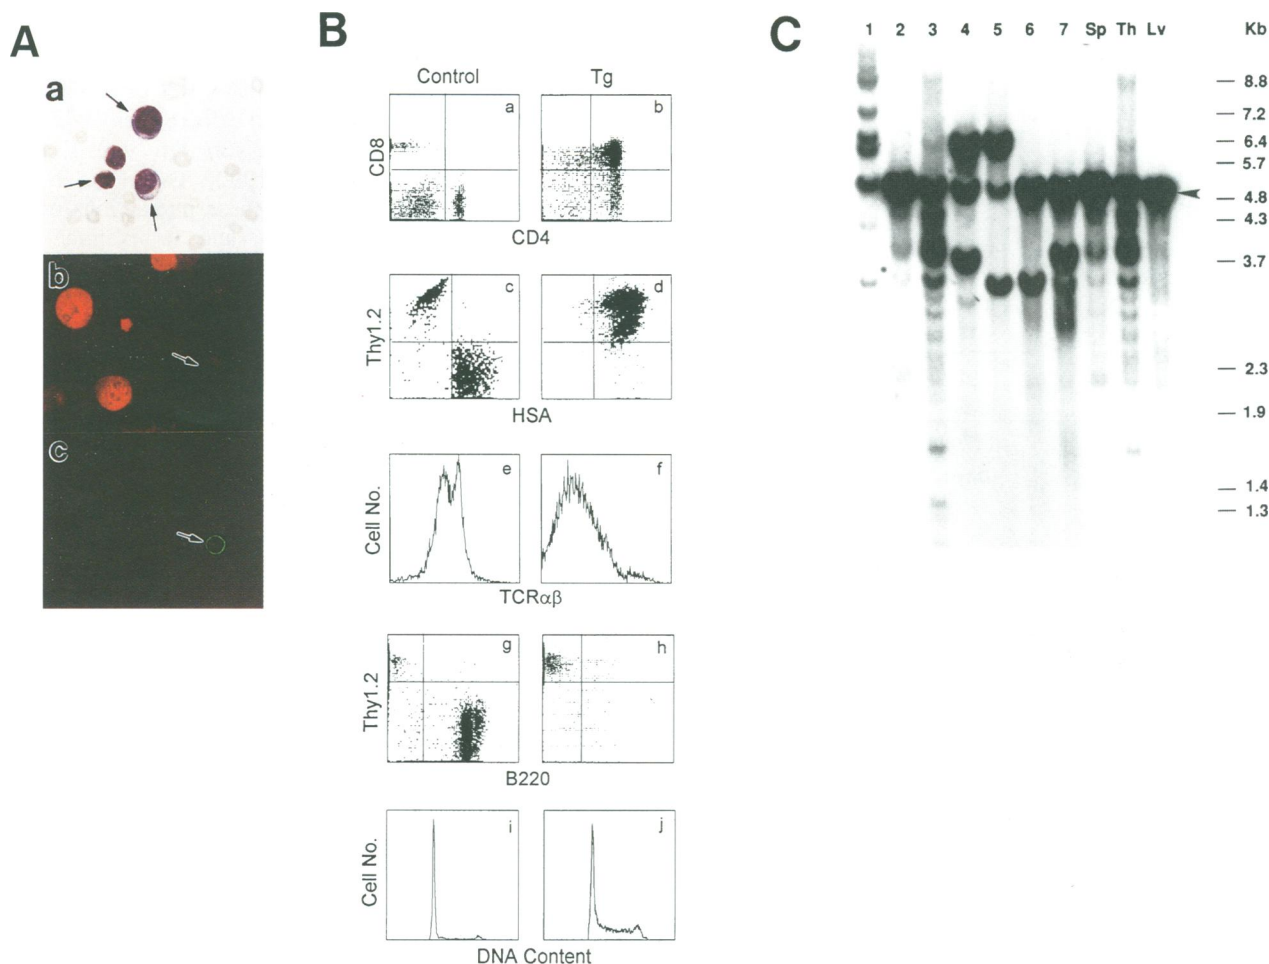 A
a
b
c
B
Control Tg
a b
CD8
CD4
c d
Thy1.2
HSA
e f
Cell No.
TCRαβ
g h
Thy1.2
B220
i j
Cell No.
DNA Content
C
1 2 3 4 5 6 7 Sp Th Lv Kb
8.8
7.2
6.4
5.7
4.8
4.3
3.7
2.3
1.9
1.4
1.3